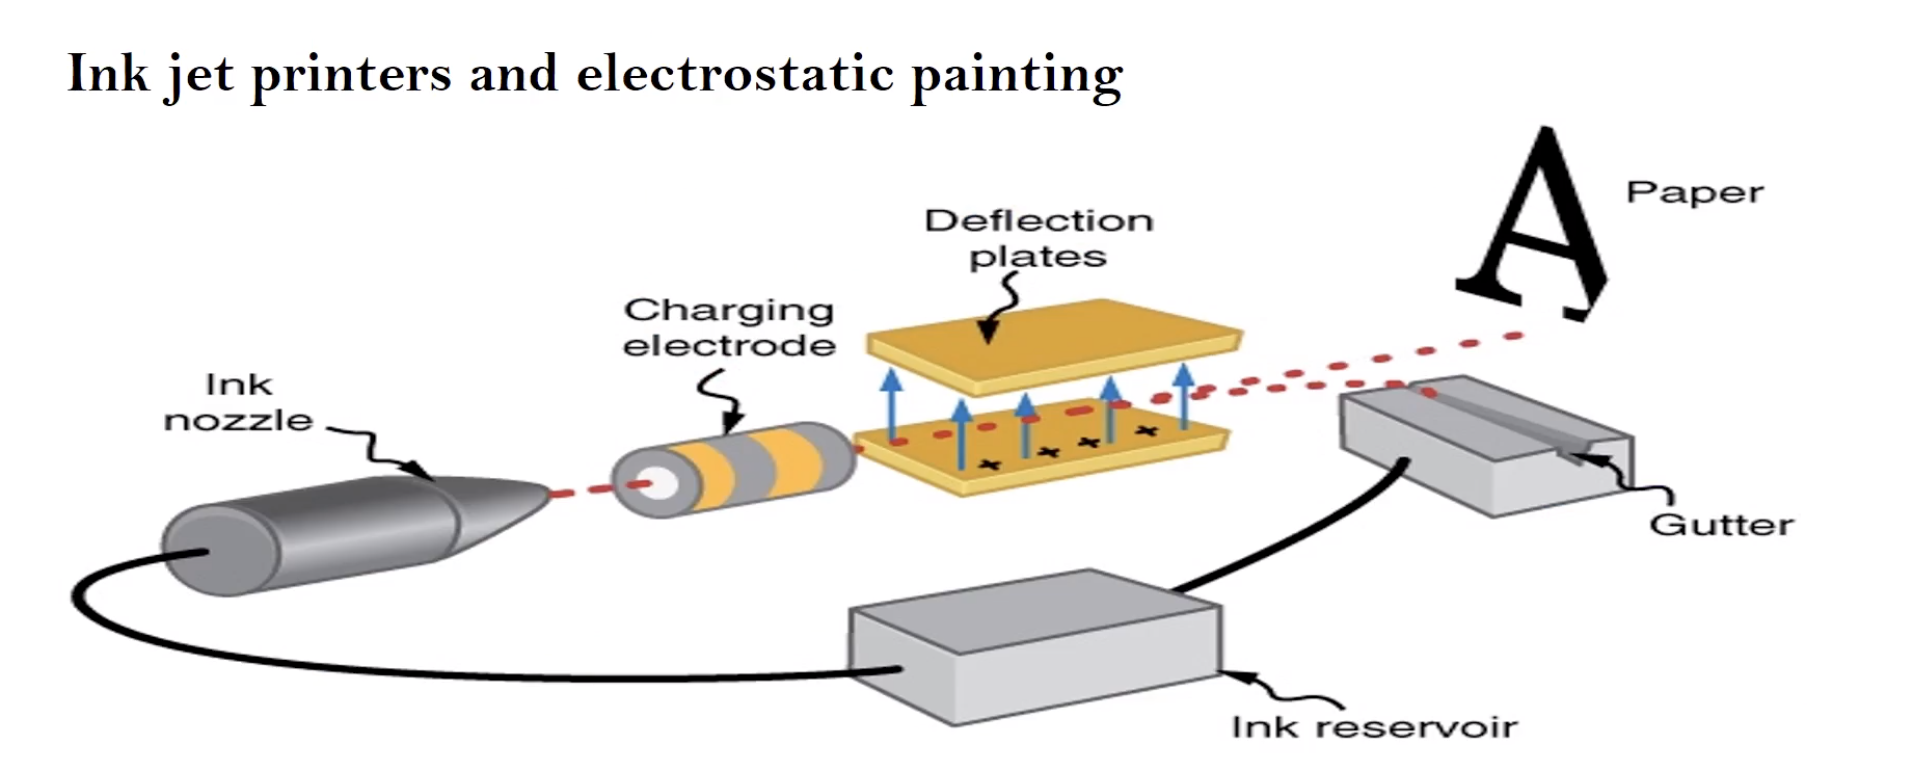 Ink jet printers and electrostatic painting
A
Paper
Deflection
plates
Charging
electrode
Ink
nozzle
+ + + +
Gutter
Ink reservoir